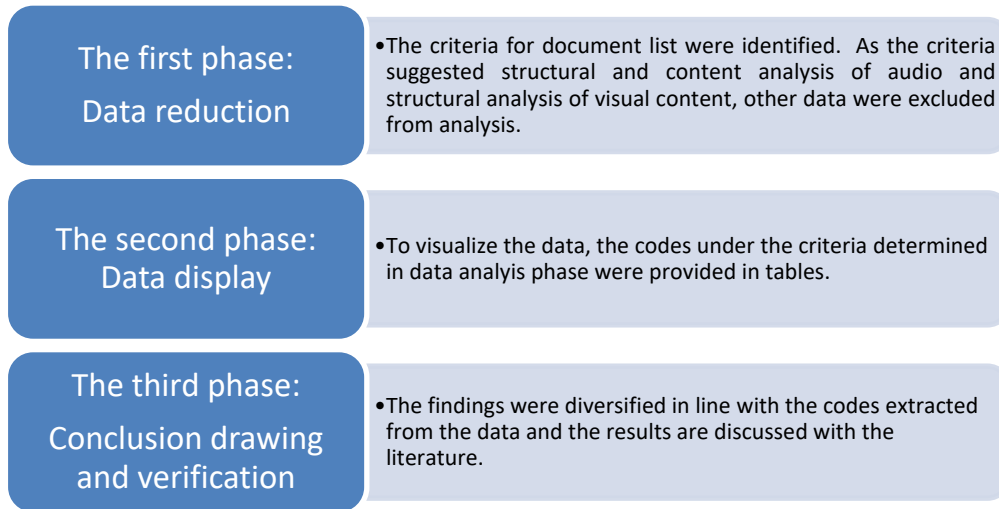 The first phase:
Data reduction
•The criteria for document list were identified. As the criteria
suggested structural and content analysis of audio and
structural analysis of visual content, other data were excluded
from analysis.
The second phase:
Data display
•To visualize the data, the codes under the criteria determined
in data analyis phase were provided in tables.
The third phase:
Conclusion drawing
and verification
•The findings were diversified in line with the codes extracted
from the data and the results are discussed with the
literature.